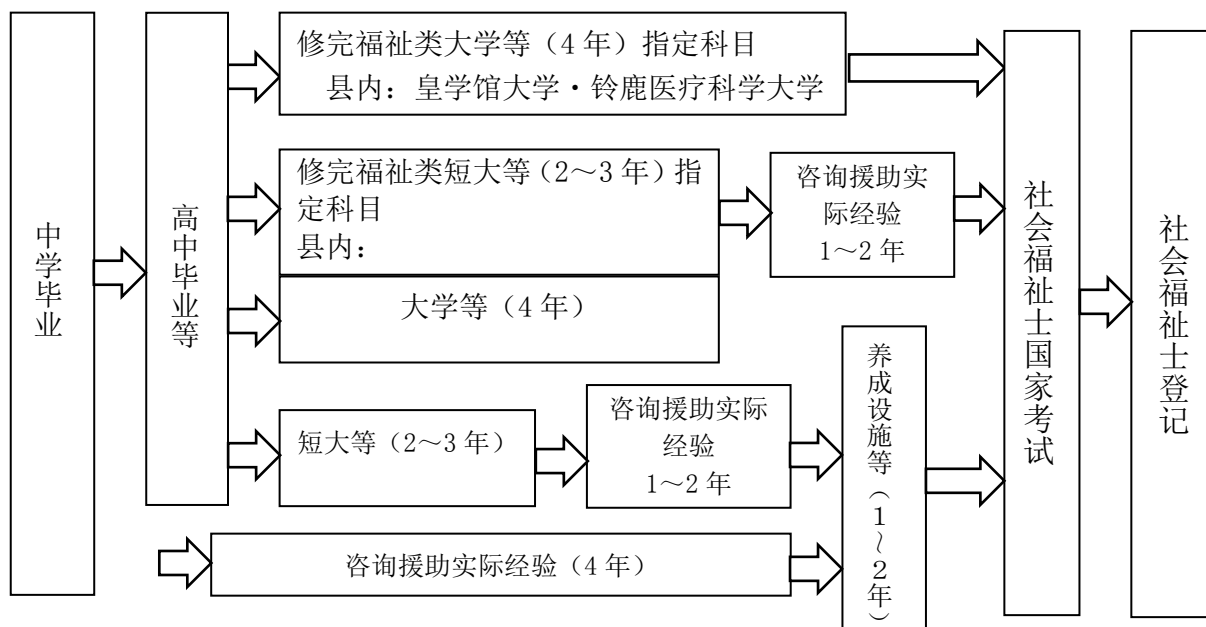 中学毕业
高中毕业等
修完福祉类大学等（4 年）指定科目
县内：皇学馆大学・铃鹿医疗科学大学
修完福祉类短大等（2～3 年）指
定科目
县内：
咨询援助实
际经验
1～2 年
大学等（4 年）
短大等（2～3 年）
咨询援助实际
经验
1～2 年
咨询援助实际经验（4 年）
养成设施等（1～2年）
社会福祉士国家考试
社会福祉士登记